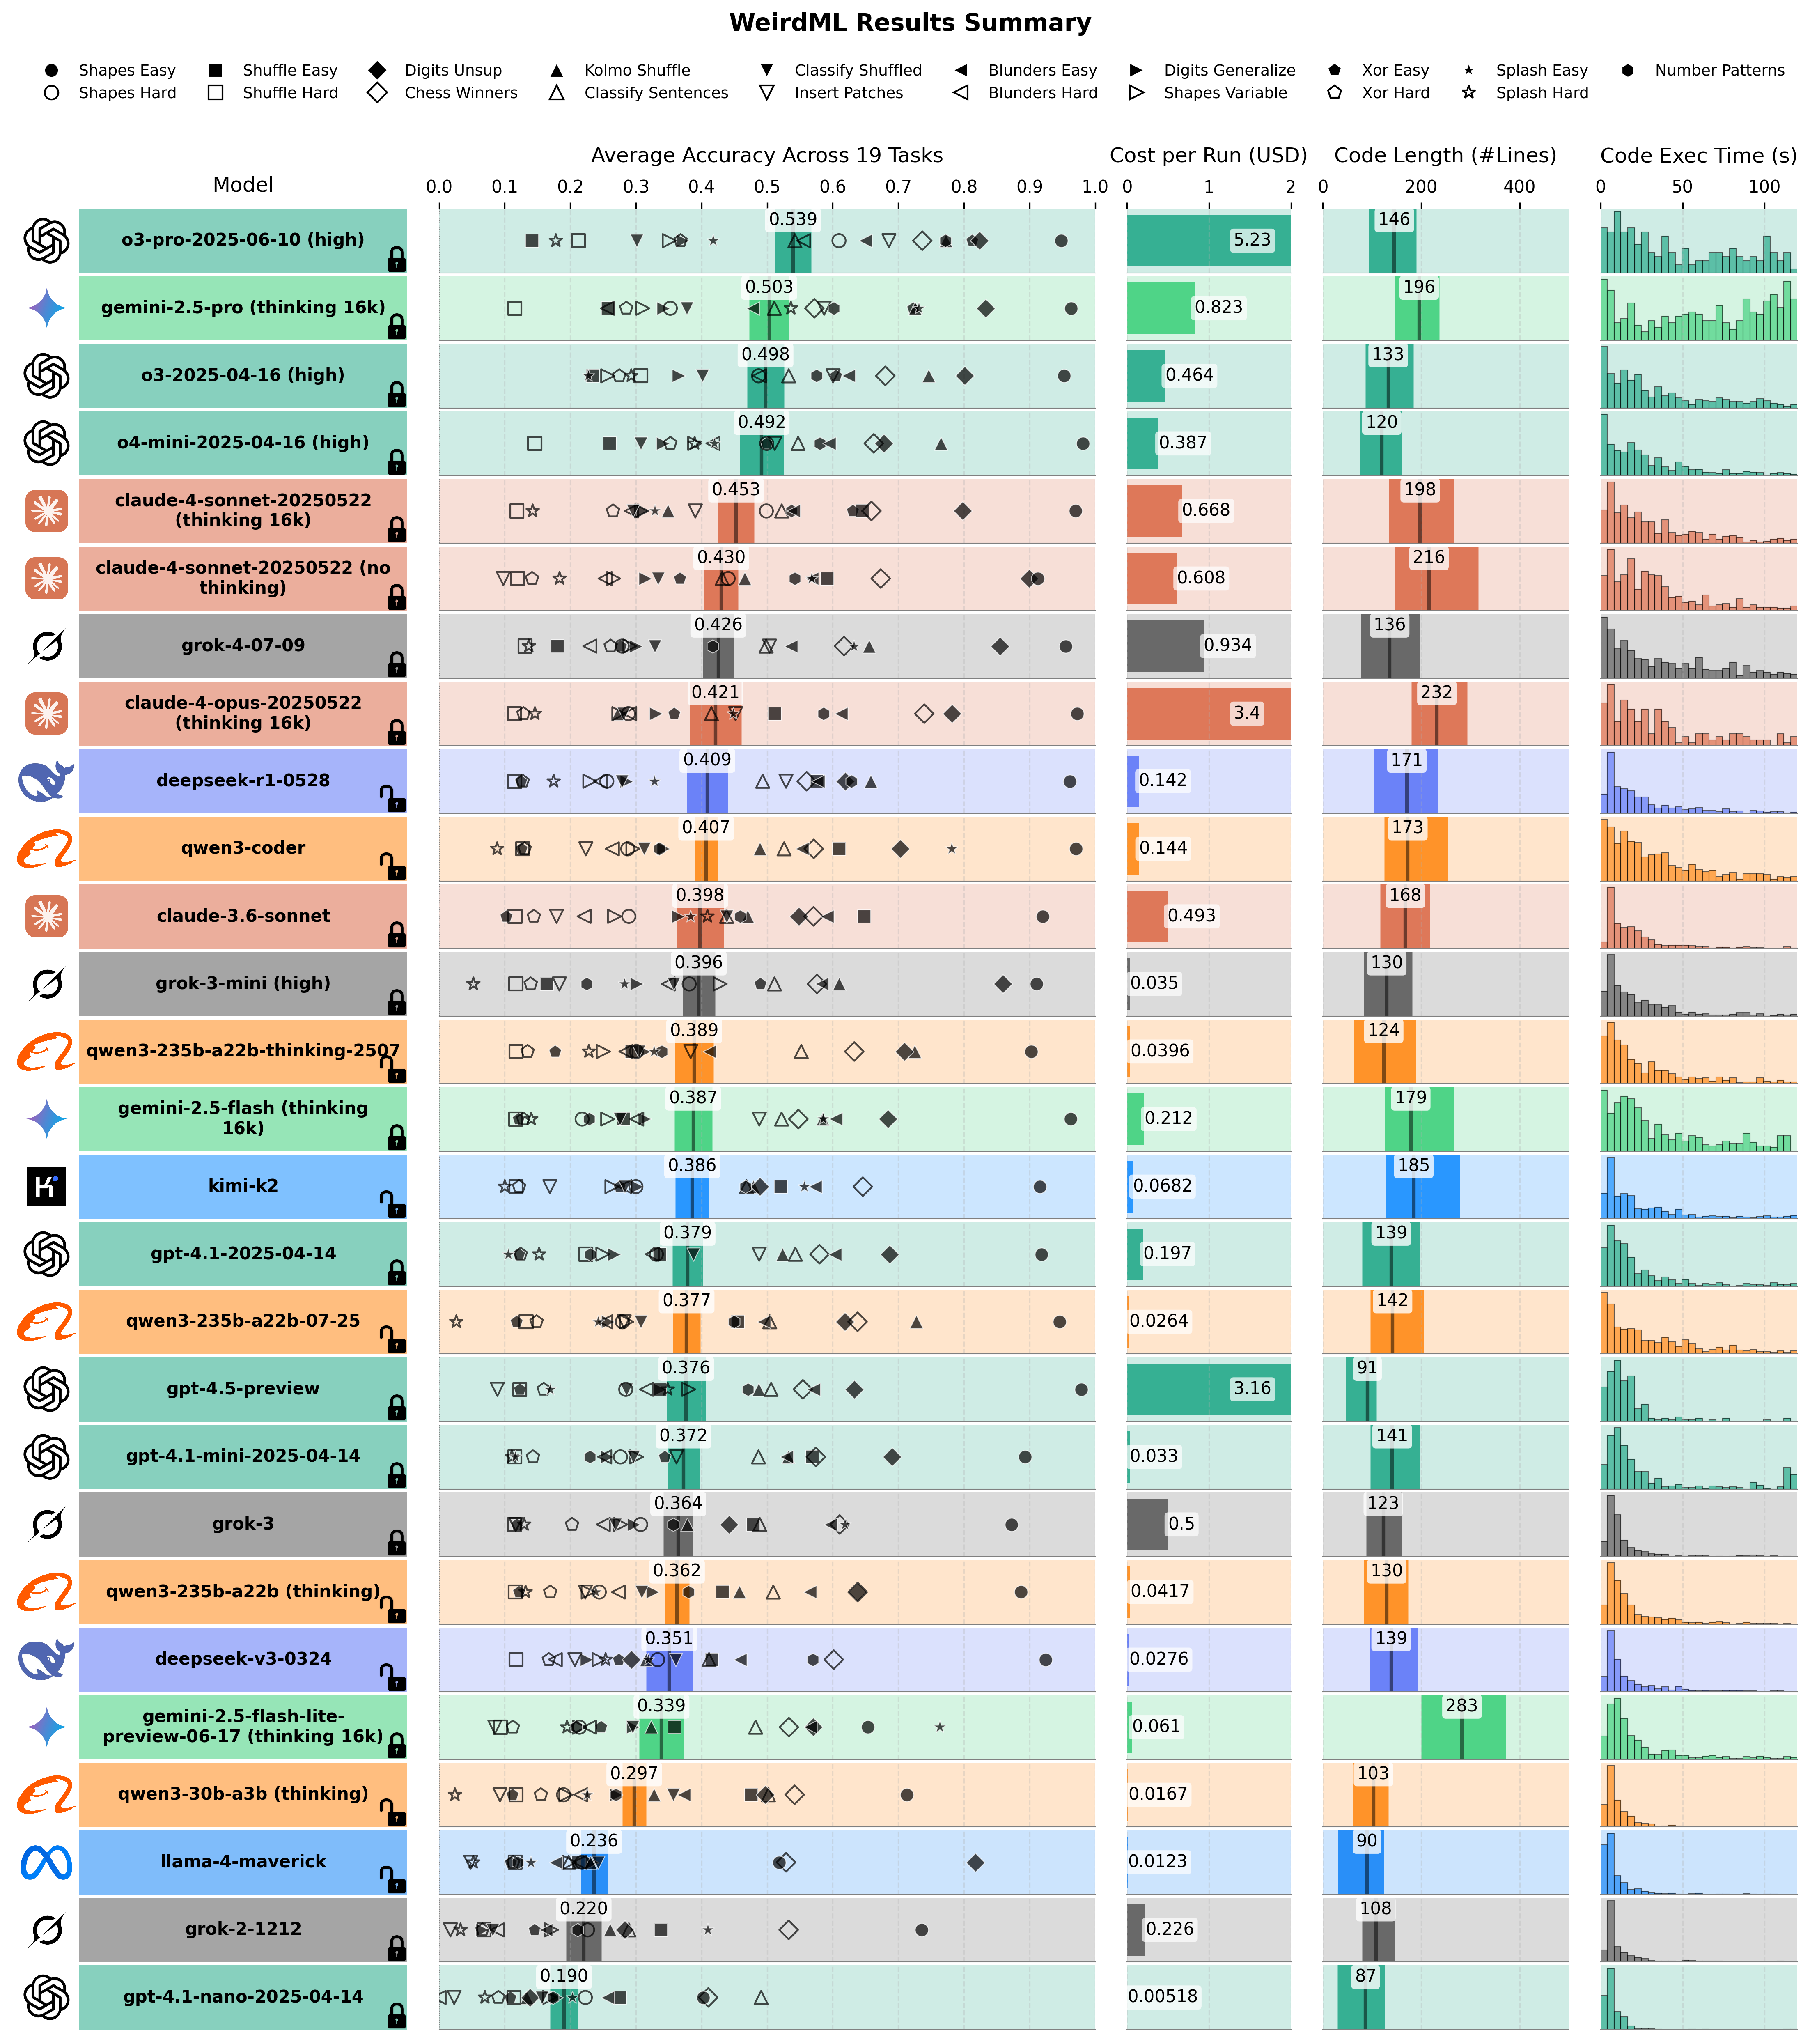 WeirdML Results Summary
Shapes Easy Shuffle Easy Digits Unsup Kolmo Shuffle Classify Shuffled Blunders Easy Digits Generalize Xor Easy Splash Easy Number Patterns
Shapes Hard Shuffle Hard Chess Winners Classify Sentences Insert Patches Blunders Hard Shapes Variable Xor Hard Splash Hard
Model Average Accuracy Across 19 Tasks Cost per Run (USD) Code Length (#Lines) Code Exec Time (s)
0.0 0.1 0.2 0.3 0.4 0.5 0.6 0.7 0.8 0.9 1.0 0 1 2 0 200 400 0 50 100
o3-pro-2025-06-10 (high) 0.539 5.23 146
gemini-2.5-pro (thinking 16k) 0.503 0.823 196
o3-2025-04-16 (high) 0.498 0.464 133
o4-mini-2025-04-16 (high) 0.492 0.387 120
claude-4-sonnet-20250522
(thinking 16k) 0.453 0.668 198
claude-4-sonnet-20250522 (no
thinking) 0.430 0.608 216
grok-4-07-09 0.426 0.934 136
claude-4-opus-20250522
(thinking 16k) 0.421 3.4 232
deepseek-r1-0528 0.409 0.142 171
qwen3-coder 0.407 0.144 173
claude-3.6-sonnet 0.398 0.493 168
grok-3-mini (high) 0.396 0.035 130
qwen3-235b-a22b-thinking-2507 0.389 0.0396 124
gemini-2.5-flash (thinking
16k) 0.387 0.212 179
kimi-k2 0.386 0.0682 185
gpt-4.1-2025-04-14 0.379 0.197 139
qwen3-235b-a22b-07-25 0.377 0.0264 142
gpt-4.5-preview 0.376 3.16 91
gpt-4.1-mini-2025-04-14 0.372 0.033 141
grok-3 0.364 0.5 123
qwen3-235b-a22b (thinking) 0.362 0.0417 130
deepseek-v3-0324 0.351 0.0276 139
gemini-2.5-flash-lite-
preview-06-17 (thinking 16k) 0.339 0.061 283
qwen3-30b-a3b (thinking) 0.297 0.0167 103
llama-4-maverick 0.236 0.0123 90
grok-2-1212 0.220 0.226 108
gpt-4.1-nano-2025-04-14 0.190 0.00518 87